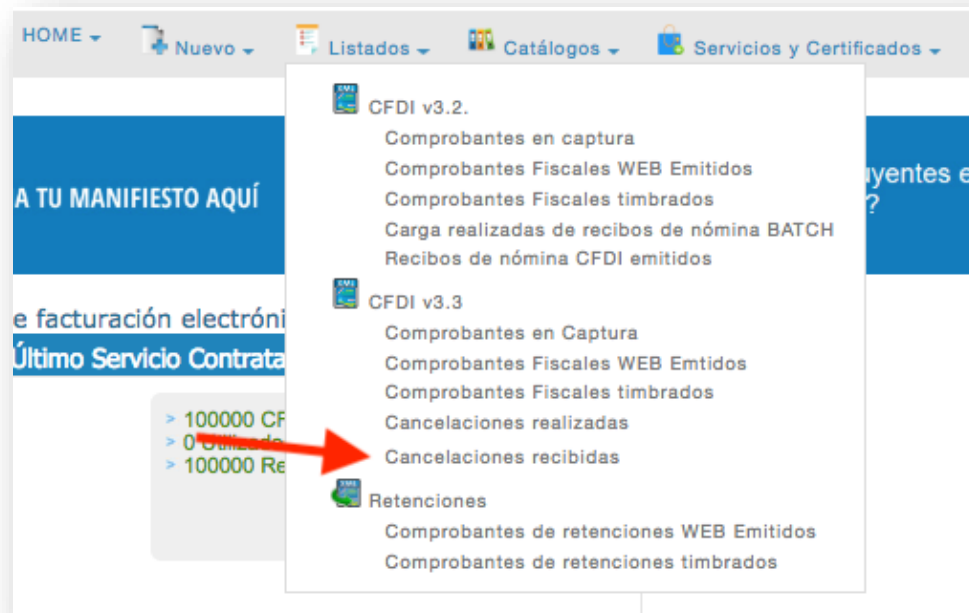 HOME
Nuevo
Listados
Catálogos
Servicios y Certificados
CFDI v3.2.
Comprobantes en captura
Comprobantes Fiscales WEB Emitidos
Comprobantes Fiscales timbrados
Carga realizadas de recibos de nómina BATCH
Recibos de nómina CFDI emitidos
CFDI v3.3
Comprobantes en Captura
Comprobantes Fiscales WEB Emtidos
Comprobantes Fiscales timbrados
Cancelaciones realizadas
Cancelaciones recibidas
Retenciones
Comprobantes de retenciones WEB Emitidos
Comprobantes de retenciones timbrados
A TU MANIFIESTO AQUÍ
uyentes e
?
e facturación electróni
Último Servicio Contrata
> 100000 CF
> 0
> 100000 Re